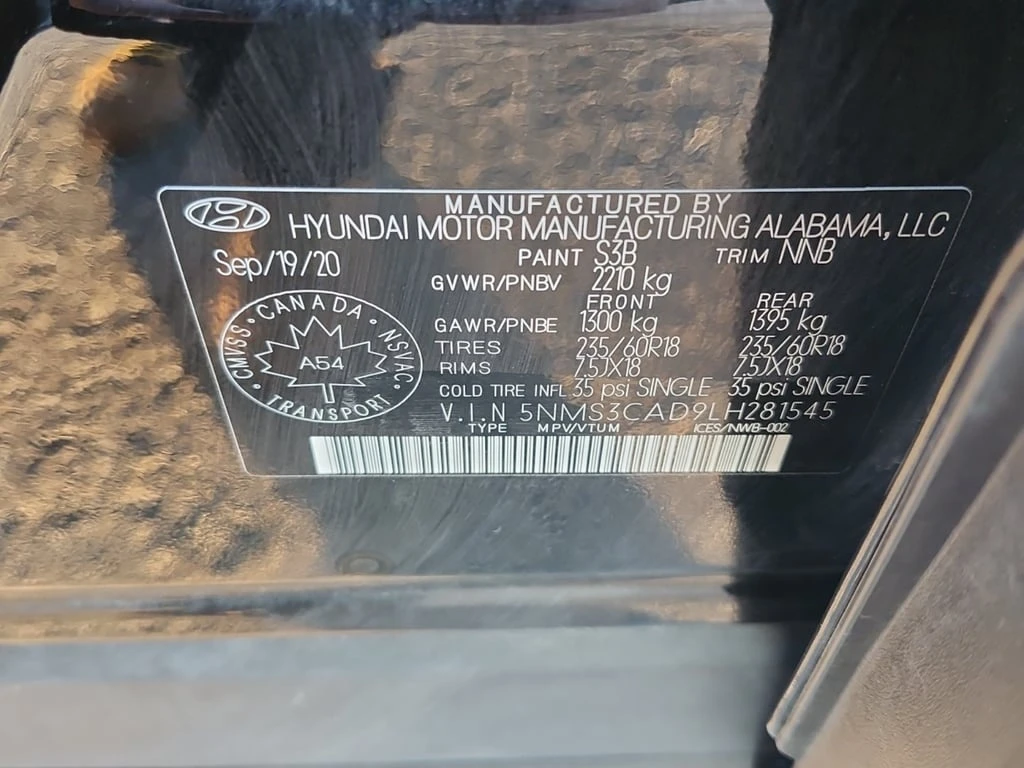 MANUFACTURED BY
HYUNDAI MOTOR MANUFACTURING ALABAMA, LLC
Sep/19/20
PAINT S3B TRIM NNB
GVWR/PNBV 2210 kg
FRONT REAR
GAWR/PNBE 1300 kg 1395 kg
TIRES 235/60R18 235/60R18
RIMS 7.5JX18 7.5JX18
COLD TIRE INFL 35 psi SINGLE 35 psi SINGLE
V.I.N 5NMS3CAD9LH281545
TYPE MPV/VTUM ICES/NWB-002
CMVSS • CANADA • NSVAC • TRANSPORT •
A54